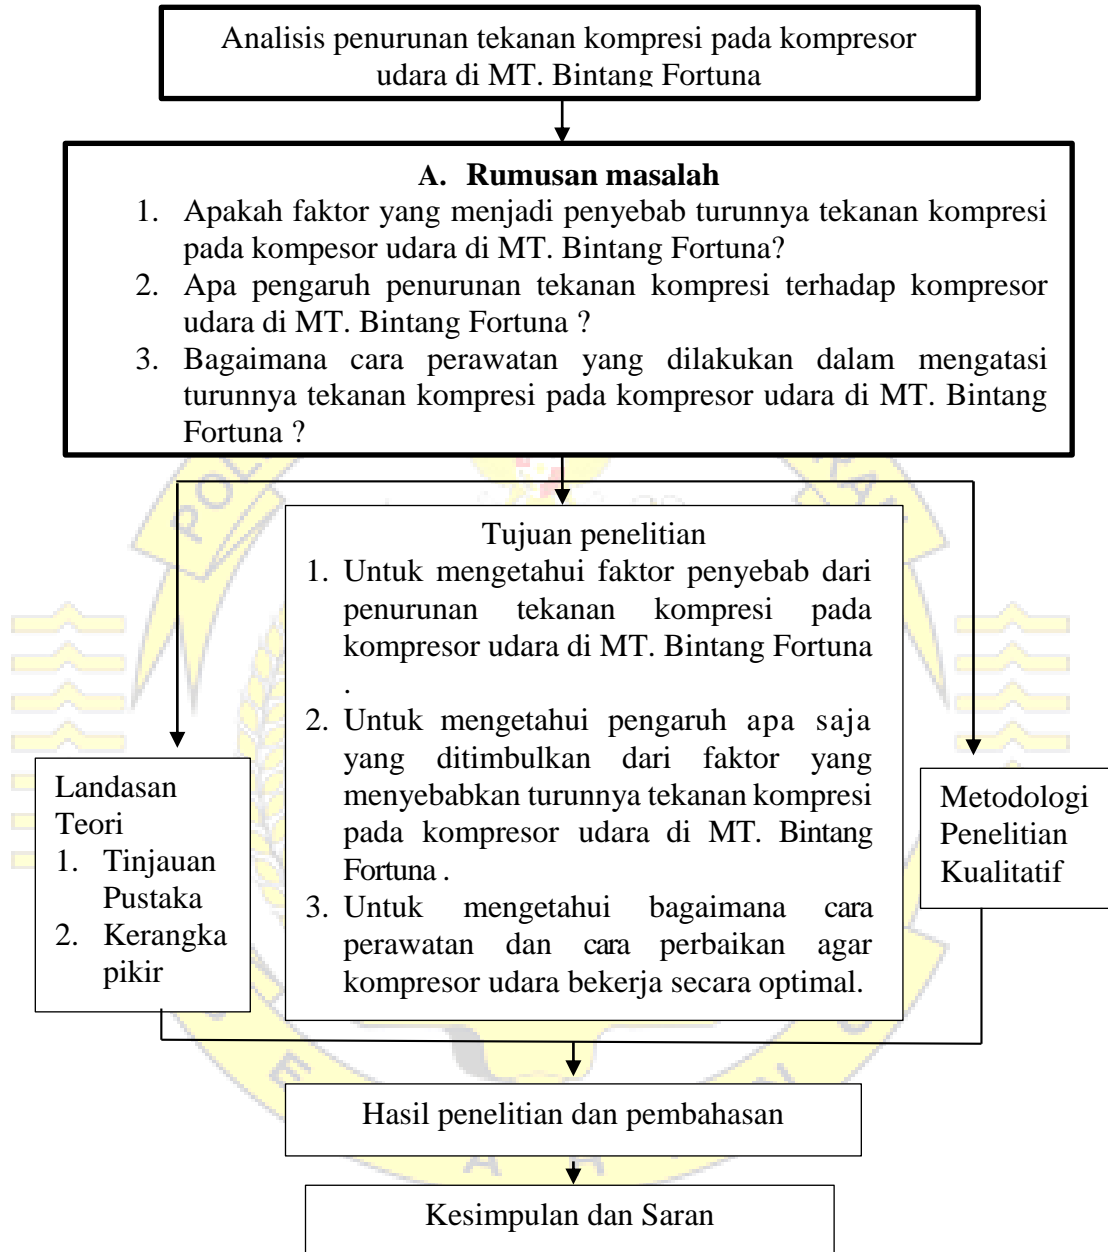 Analisis penurunan tekanan kompresi pada kompresor
udara di MT. Bintang Fortuna
A. Rumusan masalah
1. Apakah faktor yang menjadi penyebab turunnya tekanan kompresi
pada kompesor udara di MT. Bintang Fortuna?
2. Apa pengaruh penurunan tekanan kompresi terhadap kompresor
udara di MT. Bintang Fortuna ?
3. Bagaimana cara perawatan yang dilakukan dalam mengatasi
turunnya tekanan kompresi pada kompresor udara di MT. Bintang
Fortuna ?
Tujuan penelitian
1. Untuk mengetahui faktor penyebab dari
penurunan tekanan kompresi pada
kompresor udara di MT. Bintang Fortuna
.
2. Untuk mengetahui pengaruh apa saja
yang ditimbulkan dari faktor yang
menyebabkan turunnya tekanan kompresi
pada kompresor udara di MT. Bintang
Fortuna .
3. Untuk mengetahui bagaimana cara
perawatan dan cara perbaikan agar
kompresor udara bekerja secara optimal.
Landasan
Teori
1. Tinjauan
Pustaka
2. Kerangka
pikir
Metodologi
Penelitian
Kualitatif
Hasil penelitian dan pembahasan
Kesimpulan dan Saran